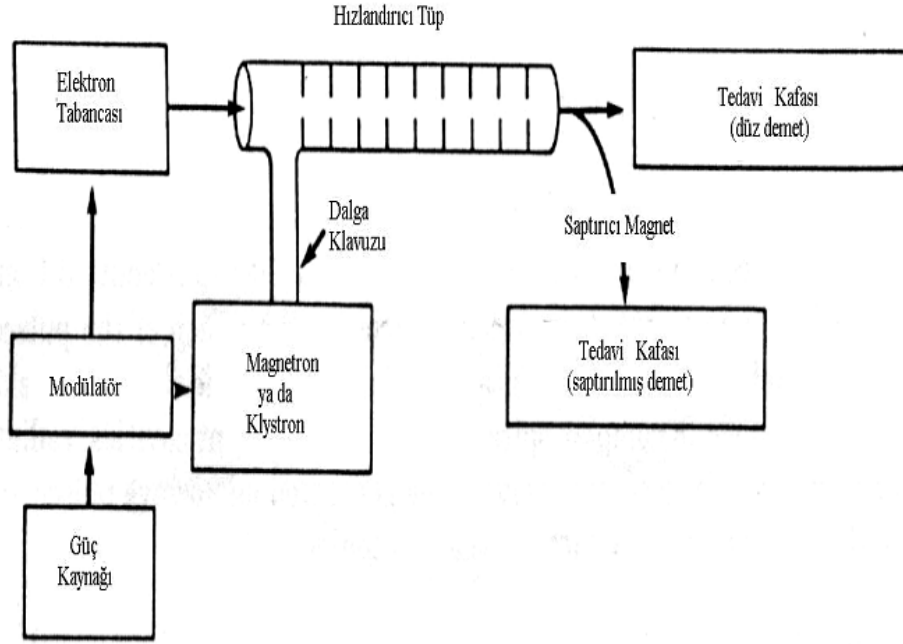 Hızlandırıcı Tüp
Elektron
Tabancası
Tedavi Kafası
(düz demet)
Dalga
Klavuzu
Saptırıcı Magnet
Modülatör
Magnetron
ya da
Klystron
Tedavi Kafası
(saptırılmış demet)
Güç
Kaynağı